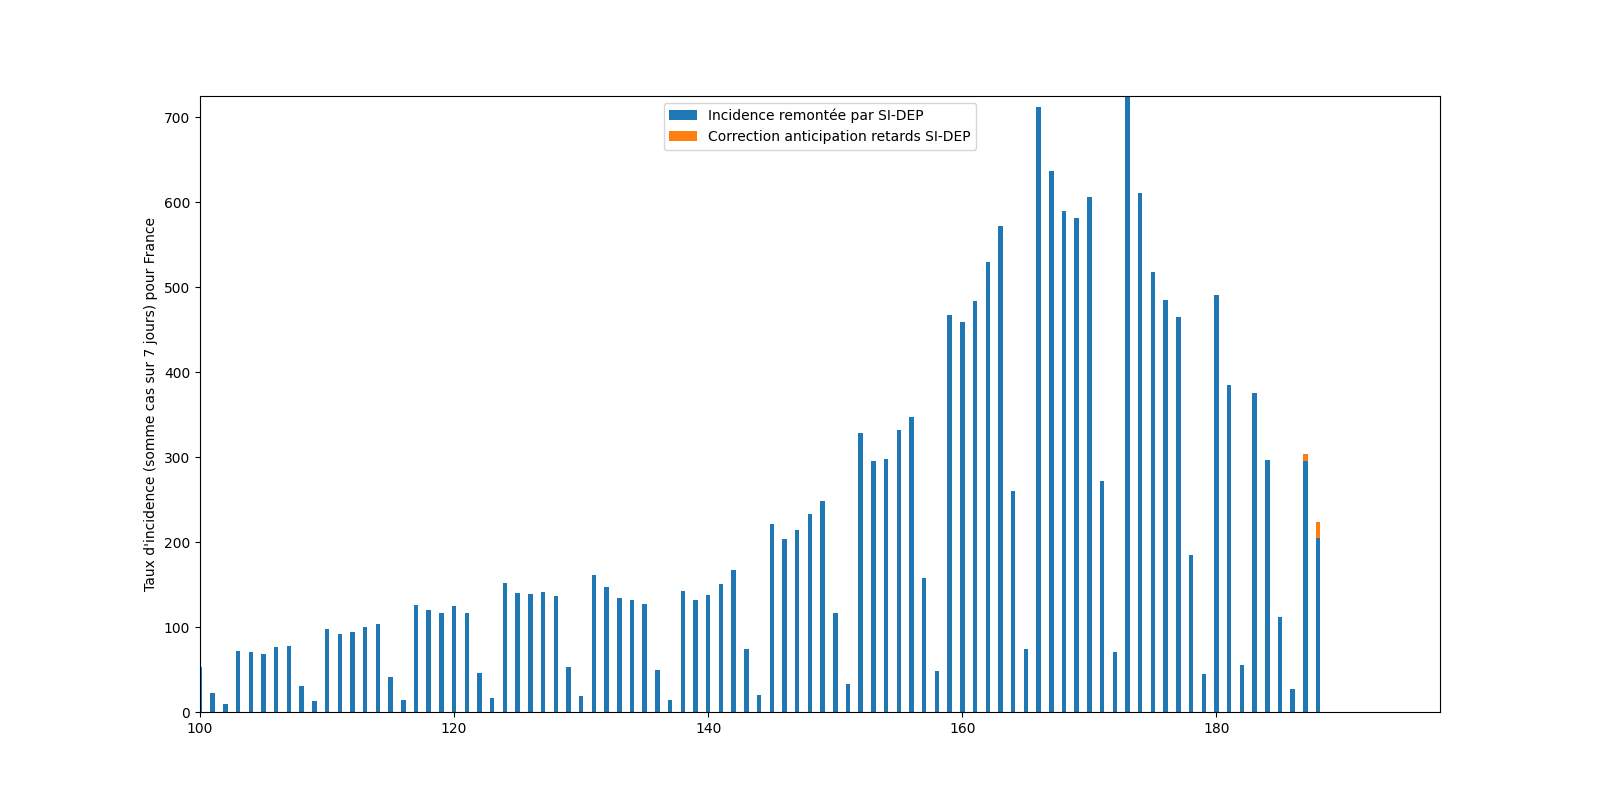 Incidence remontée par SI-DEP
Correction anticipation retards SI-DEP
Taux d'incidence (somme cas sur 7 jours) pour France
700
600
500
400
300
200
100
0
100 120 140 160 180